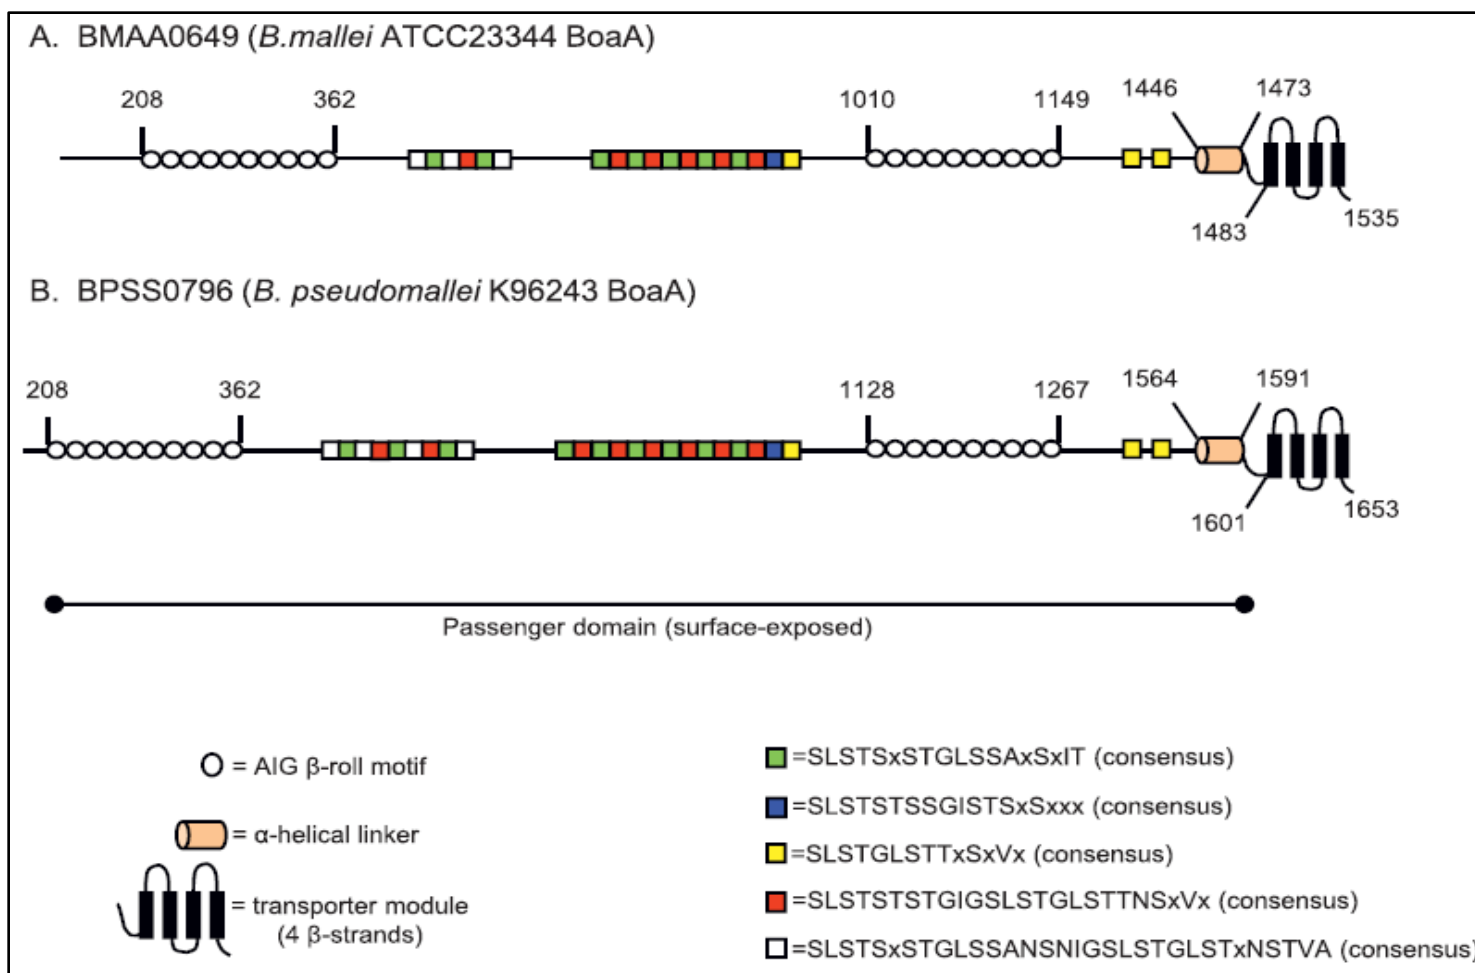 A. BMAA0649 (B.mallei ATCC23344 BoaA)
208 362 1010 1149 1446 1473
1483 1535
B. BPSS0796 (B. pseudomallei K96243 BoaA)
208 362 1128 1267 1564 1591
1601 1653
Passenger domain (surface-exposed)
= AIG β-roll motif
= α-helical linker
= transporter module
(4 β-strands)
=SLSTSxSTGLSSAxSxIT (consensus)
=SLSTSTSSGISTSxSxxx (consensus)
=SLSTGLSTTxSxVx (consensus)
=SLSTSTSTGIGSLSTGLSTTNSxVx (consensus)
=SLSTSxSTGLSSANSNIGSLSTGLSTxNSTVA (consensus)